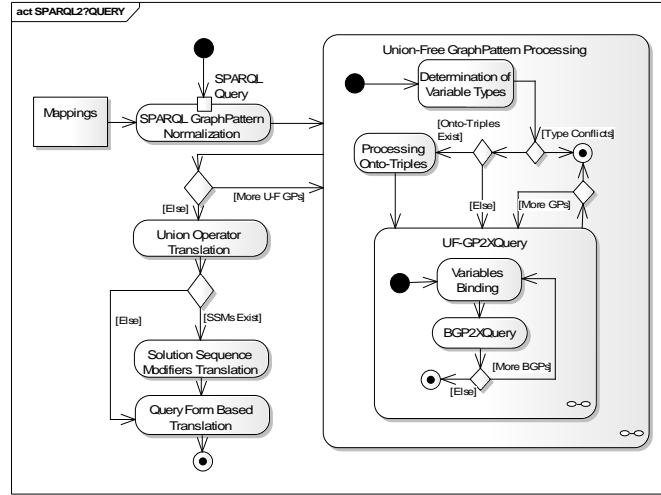 act SPARQL2?QUERY
Union-Free GraphPattern Processing
SPARQL
Query
Determination of
Variable Types
Mappings
SPARQL GraphPattern
Normalization
[Onto-Triples
Exist]
[Type Conflicts]
Processing
Onto-Triples
[More U-F GPs]
[Else]
[Else]
[More GPs]
Union Operator
Translation
UF-GP2XQuery
Variables
Binding
[Else]
[SSMs Exist]
BGP2XQuery
Solution Sequence
Modifiers Translation
[More BGPs]
[Else]
Query Form Based
Translation